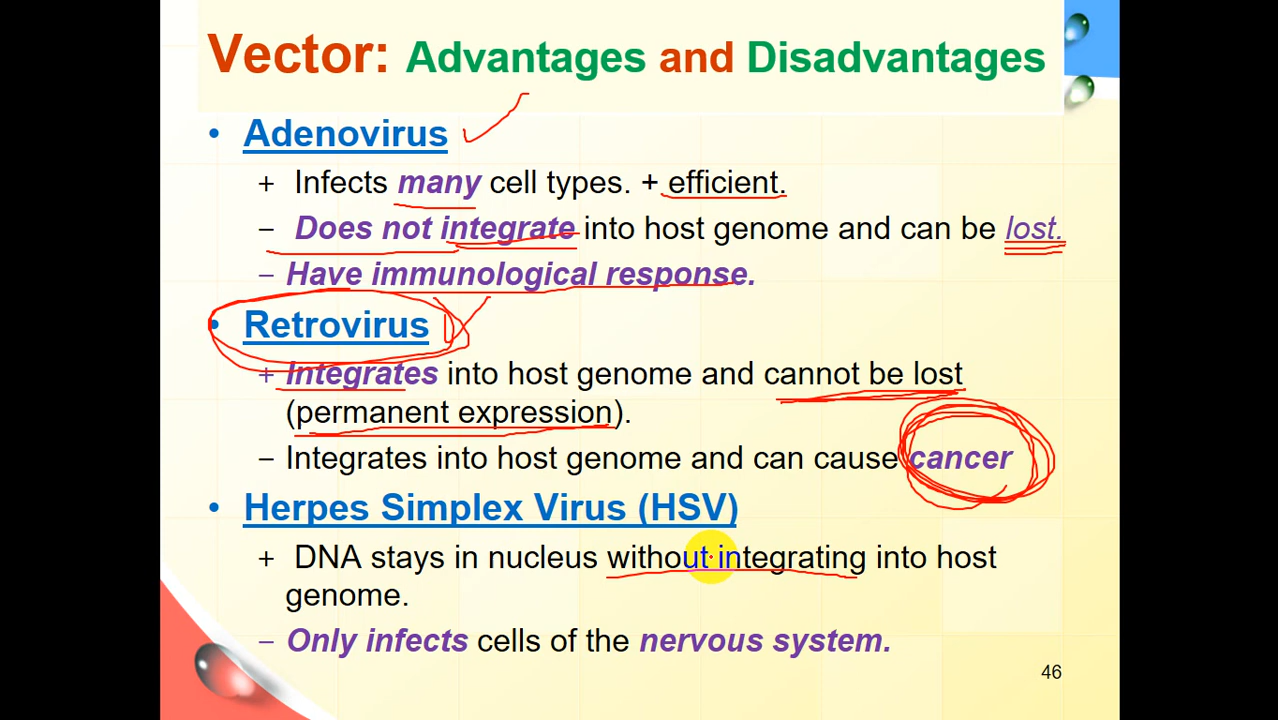 Vector: Advantages and Disadvantages
• Adenovirus
+ Infects many cell types. + efficient.
− Does not integrate into host genome and can be lost.
− Have immunological response.
• Retrovirus
+ Integrates into host genome and cannot be lost
(permanent expression).
− Integrates into host genome and can cause cancer
• Herpes Simplex Virus (HSV)
+ DNA stays in nucleus without integrating into host
genome.
− Only infects cells of the nervous system.
46